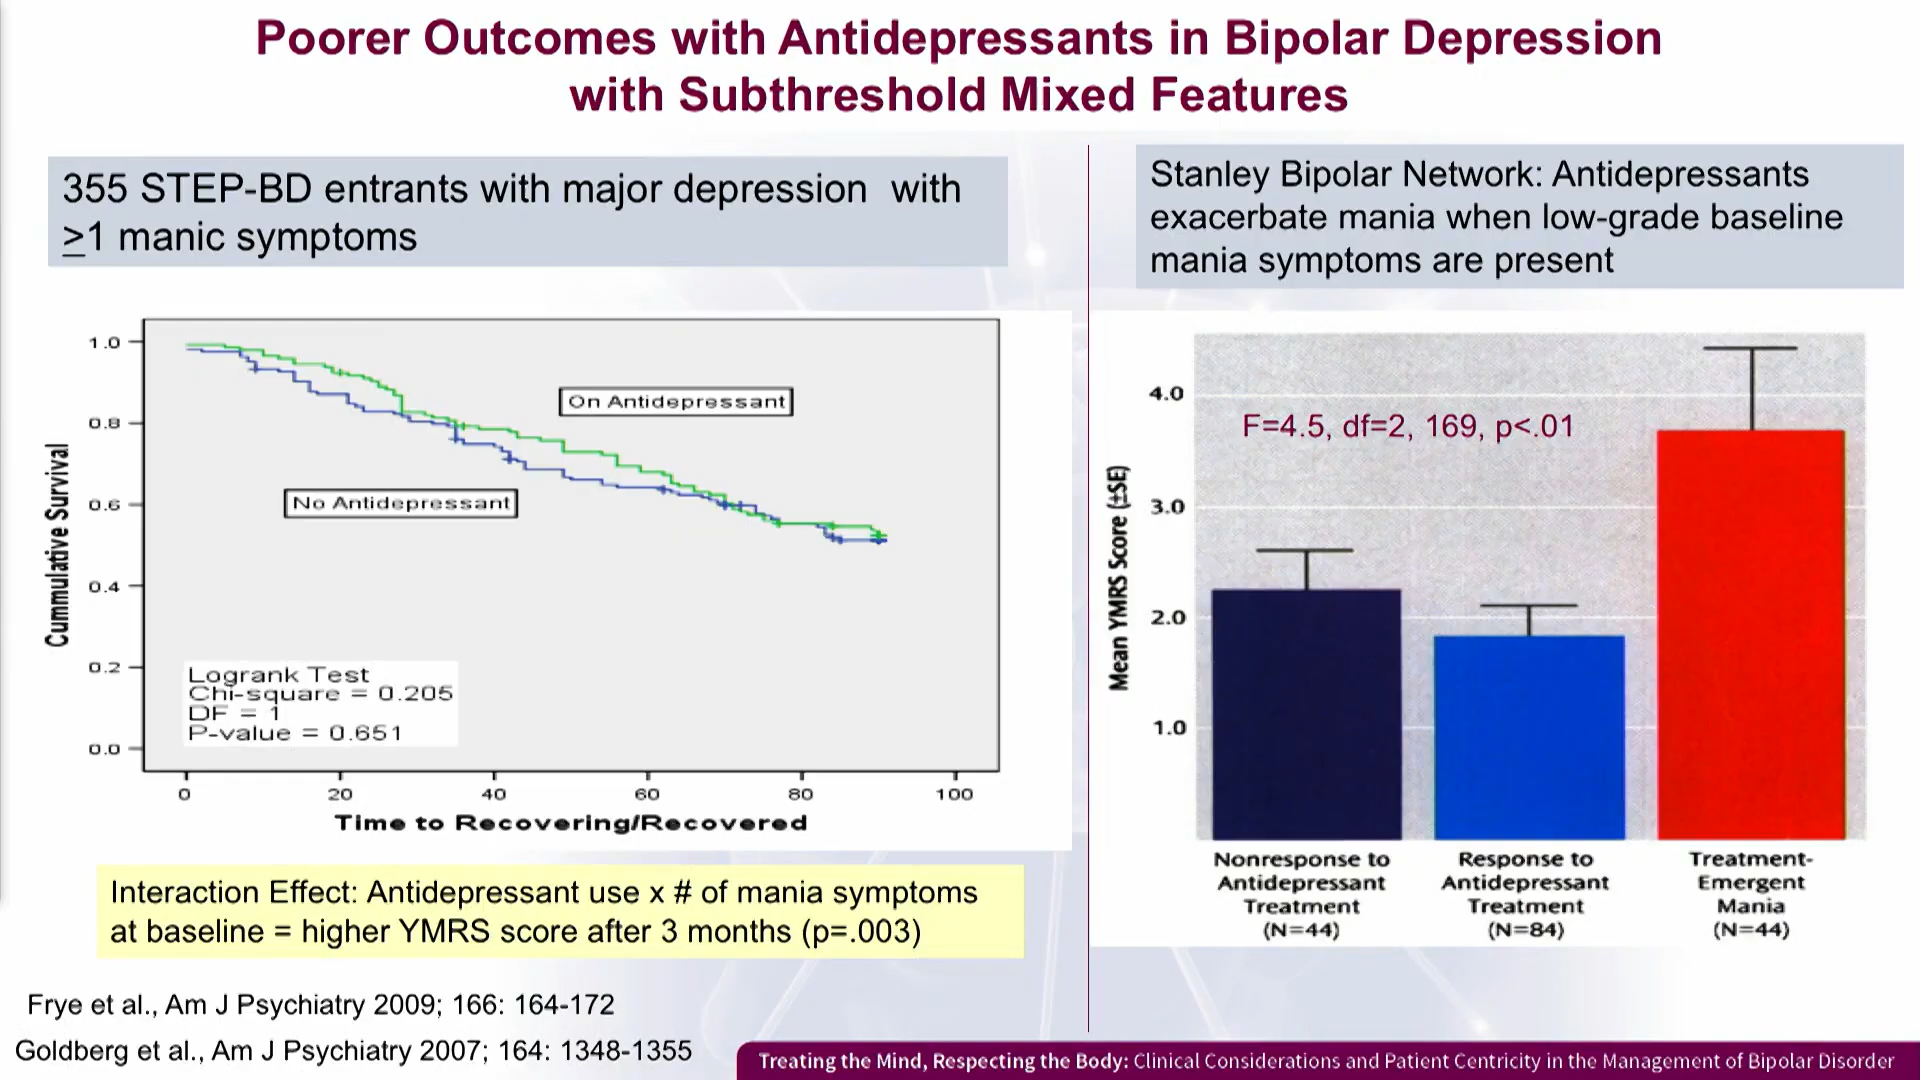 Poorer Outcomes with Antidepressants in Bipolar Depression
with Subthreshold Mixed Features
355 STEP-BD entrants with major depression with
≥1 manic symptoms
Cummulative Survival
1.0
0.8
0.6
0.4
0.2
0.0
On Antidepressant
No Antidepressant
Logrank Test
Chi-square = 0.205
DF = 1
P-value = 0.651
0 20 40 60 80 100
Time to Recovering/Recovered
Interaction Effect: Antidepressant use x # of mania symptoms
at baseline = higher YMRS score after 3 months (p=.003)
Frye et al., Am J Psychiatry 2009; 166: 164-172
Goldberg et al., Am J Psychiatry 2007; 164: 1348-1355
Stanley Bipolar Network: Antidepressants
exacerbate mania when low-grade baseline
mania symptoms are present
Mean YMRS Score (±SE)
4.0
3.0
2.0
1.0
F=4.5, df=2, 169, p<.01
Nonresponse to
Antidepressant
Treatment
(N=44)
Response to
Antidepressant
Treatment
(N=84)
Treatment-
Emergent
Mania
(N=44)
Treating the Mind, Respecting the Body: Clinical Considerations and Patient Centricity in the Management of Bipolar Disorder